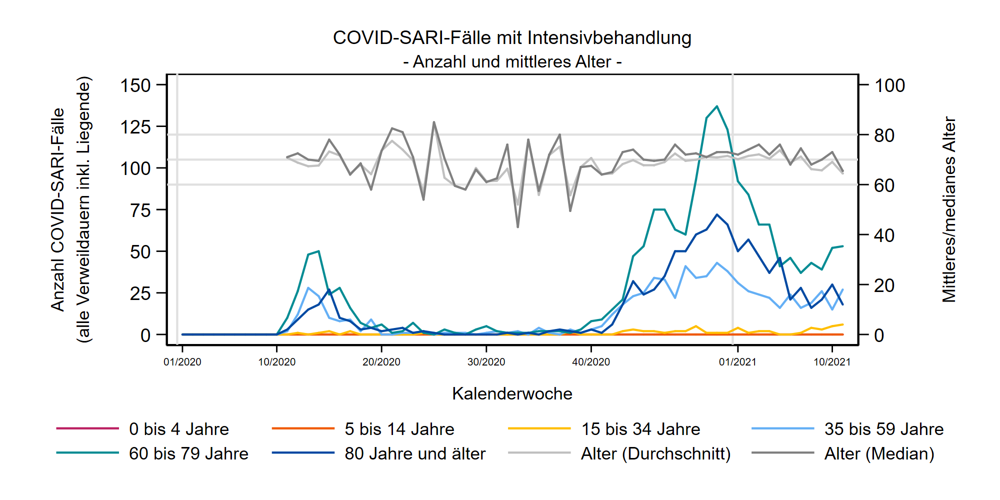 COVID-SARI-Fälle mit Intensivbehandlung
- Anzahl und mittleres Alter -
Anzahl COVID-SARI-Fälle
(alle Verweildauern inkl. Liegende)
150
125
100
75
50
25
0
100
80
60
40
20
0
Mittleres/medianes Alter
01/2020
10/2020
20/2020
30/2020
40/2020
01/2021
10/2021
Kalenderwoche
0 bis 4 Jahre
5 bis 14 Jahre
15 bis 34 Jahre
35 bis 59 Jahre
60 bis 79 Jahre
80 Jahre und älter
Alter (Durchschnitt)
Alter (Median)